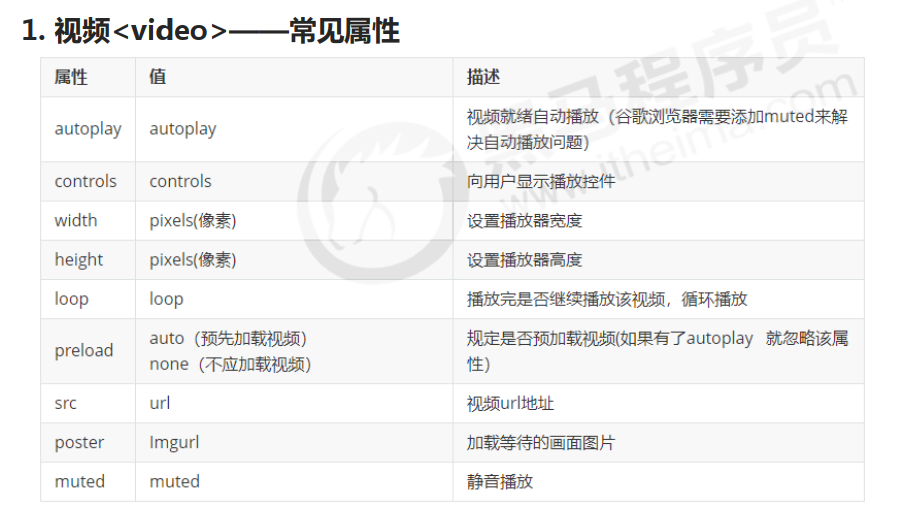 1. 视频<video>——常见属性
属性 值 描述
autoplay autoplay 视频就绪自动播放（谷歌浏览器需要添加muted来解
决自动播放问题）
controls controls 向用户显示播放控件
width pixels(像素) 设置播放器宽度
height pixels(像素) 设置播放器高度
loop loop 播放完是否继续播放该视频，循环播放
preload auto（预先加载视频） 规定是否预加载视频(如果有了autoplay 就忽略该属
none（不应加载视频） 性）
src url 视频url地址
poster Imgurl 加载等待的画面图片
muted muted 静音播放
黑马程序员
www.itheima.com